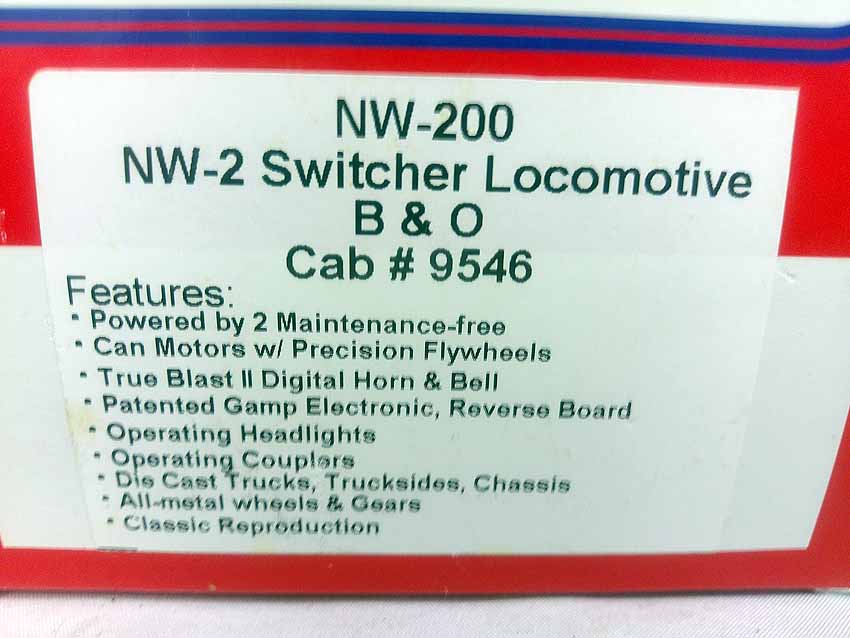 NW-200
NW-2 Switcher Locomotive
B & O
Cab # 9546
Features:
• Powered by 2 Maintenance-free
• Can Motors w/ Precision Flywheels
• True Blast II Digital Horn & Bell
• Patented Gamp Electronic, Reverse Board
• Operating Headlights
• Operating Couplers
• Die Cast Trucks, Trucksides, Chassis
• All-metal wheels & Gears
• Classic Reproduction